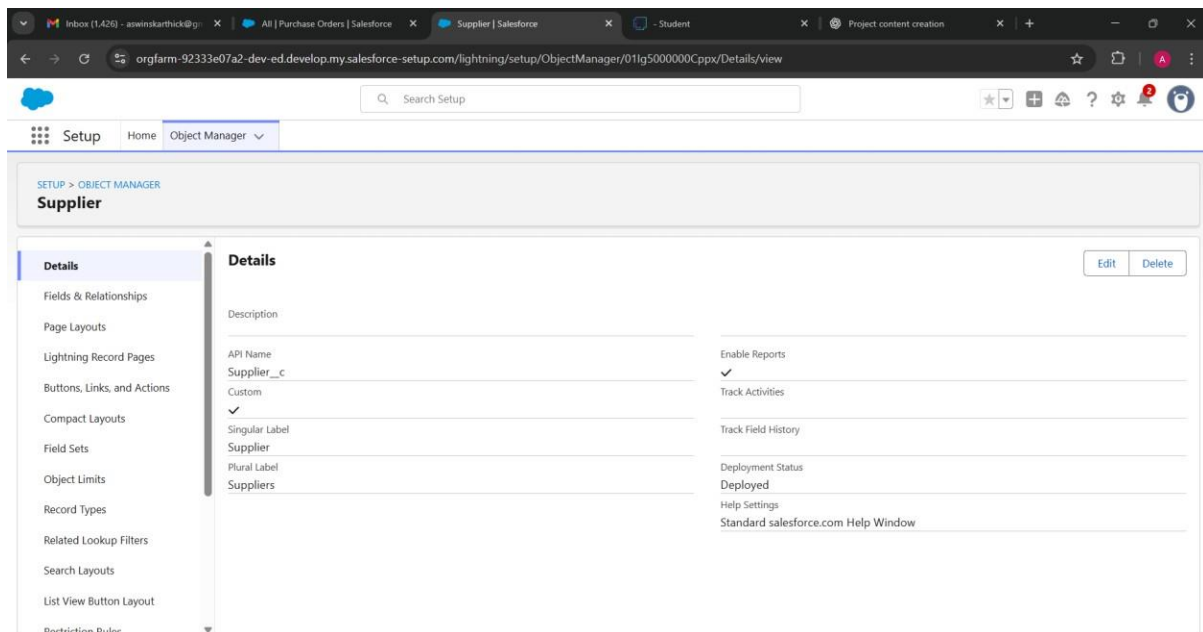 Inbox (1,426) - aswinskarthick@gn
All | Purchase Orders | Salesforce
Supplier | Salesforce
- Student
Project content creation
orgfarm-92333e07a2-dev-ed.develop.my.salesforce-setup.com/lightning/setup/ObjectManager/01Ig5000000Cppx/Details/view
A
Search Setup
2
Setup Home Object Manager
SETUP > OBJECT MANAGER
Supplier
Details
Fields & Relationships
Page Layouts
Lightning Record Pages
Buttons, Links, and Actions
Compact Layouts
Field Sets
Object Limits
Record Types
Related Lookup Filters
Search Layouts
List View Button Layout
Restriction Rules
Details
Edit Delete
Description
API Name
Supplier__c
Custom
Singular Label
Supplier
Plural Label
Suppliers
Enable Reports
Track Activities
Track Field History
Deployment Status
Deployed
Help Settings
Standard salesforce.com Help Window